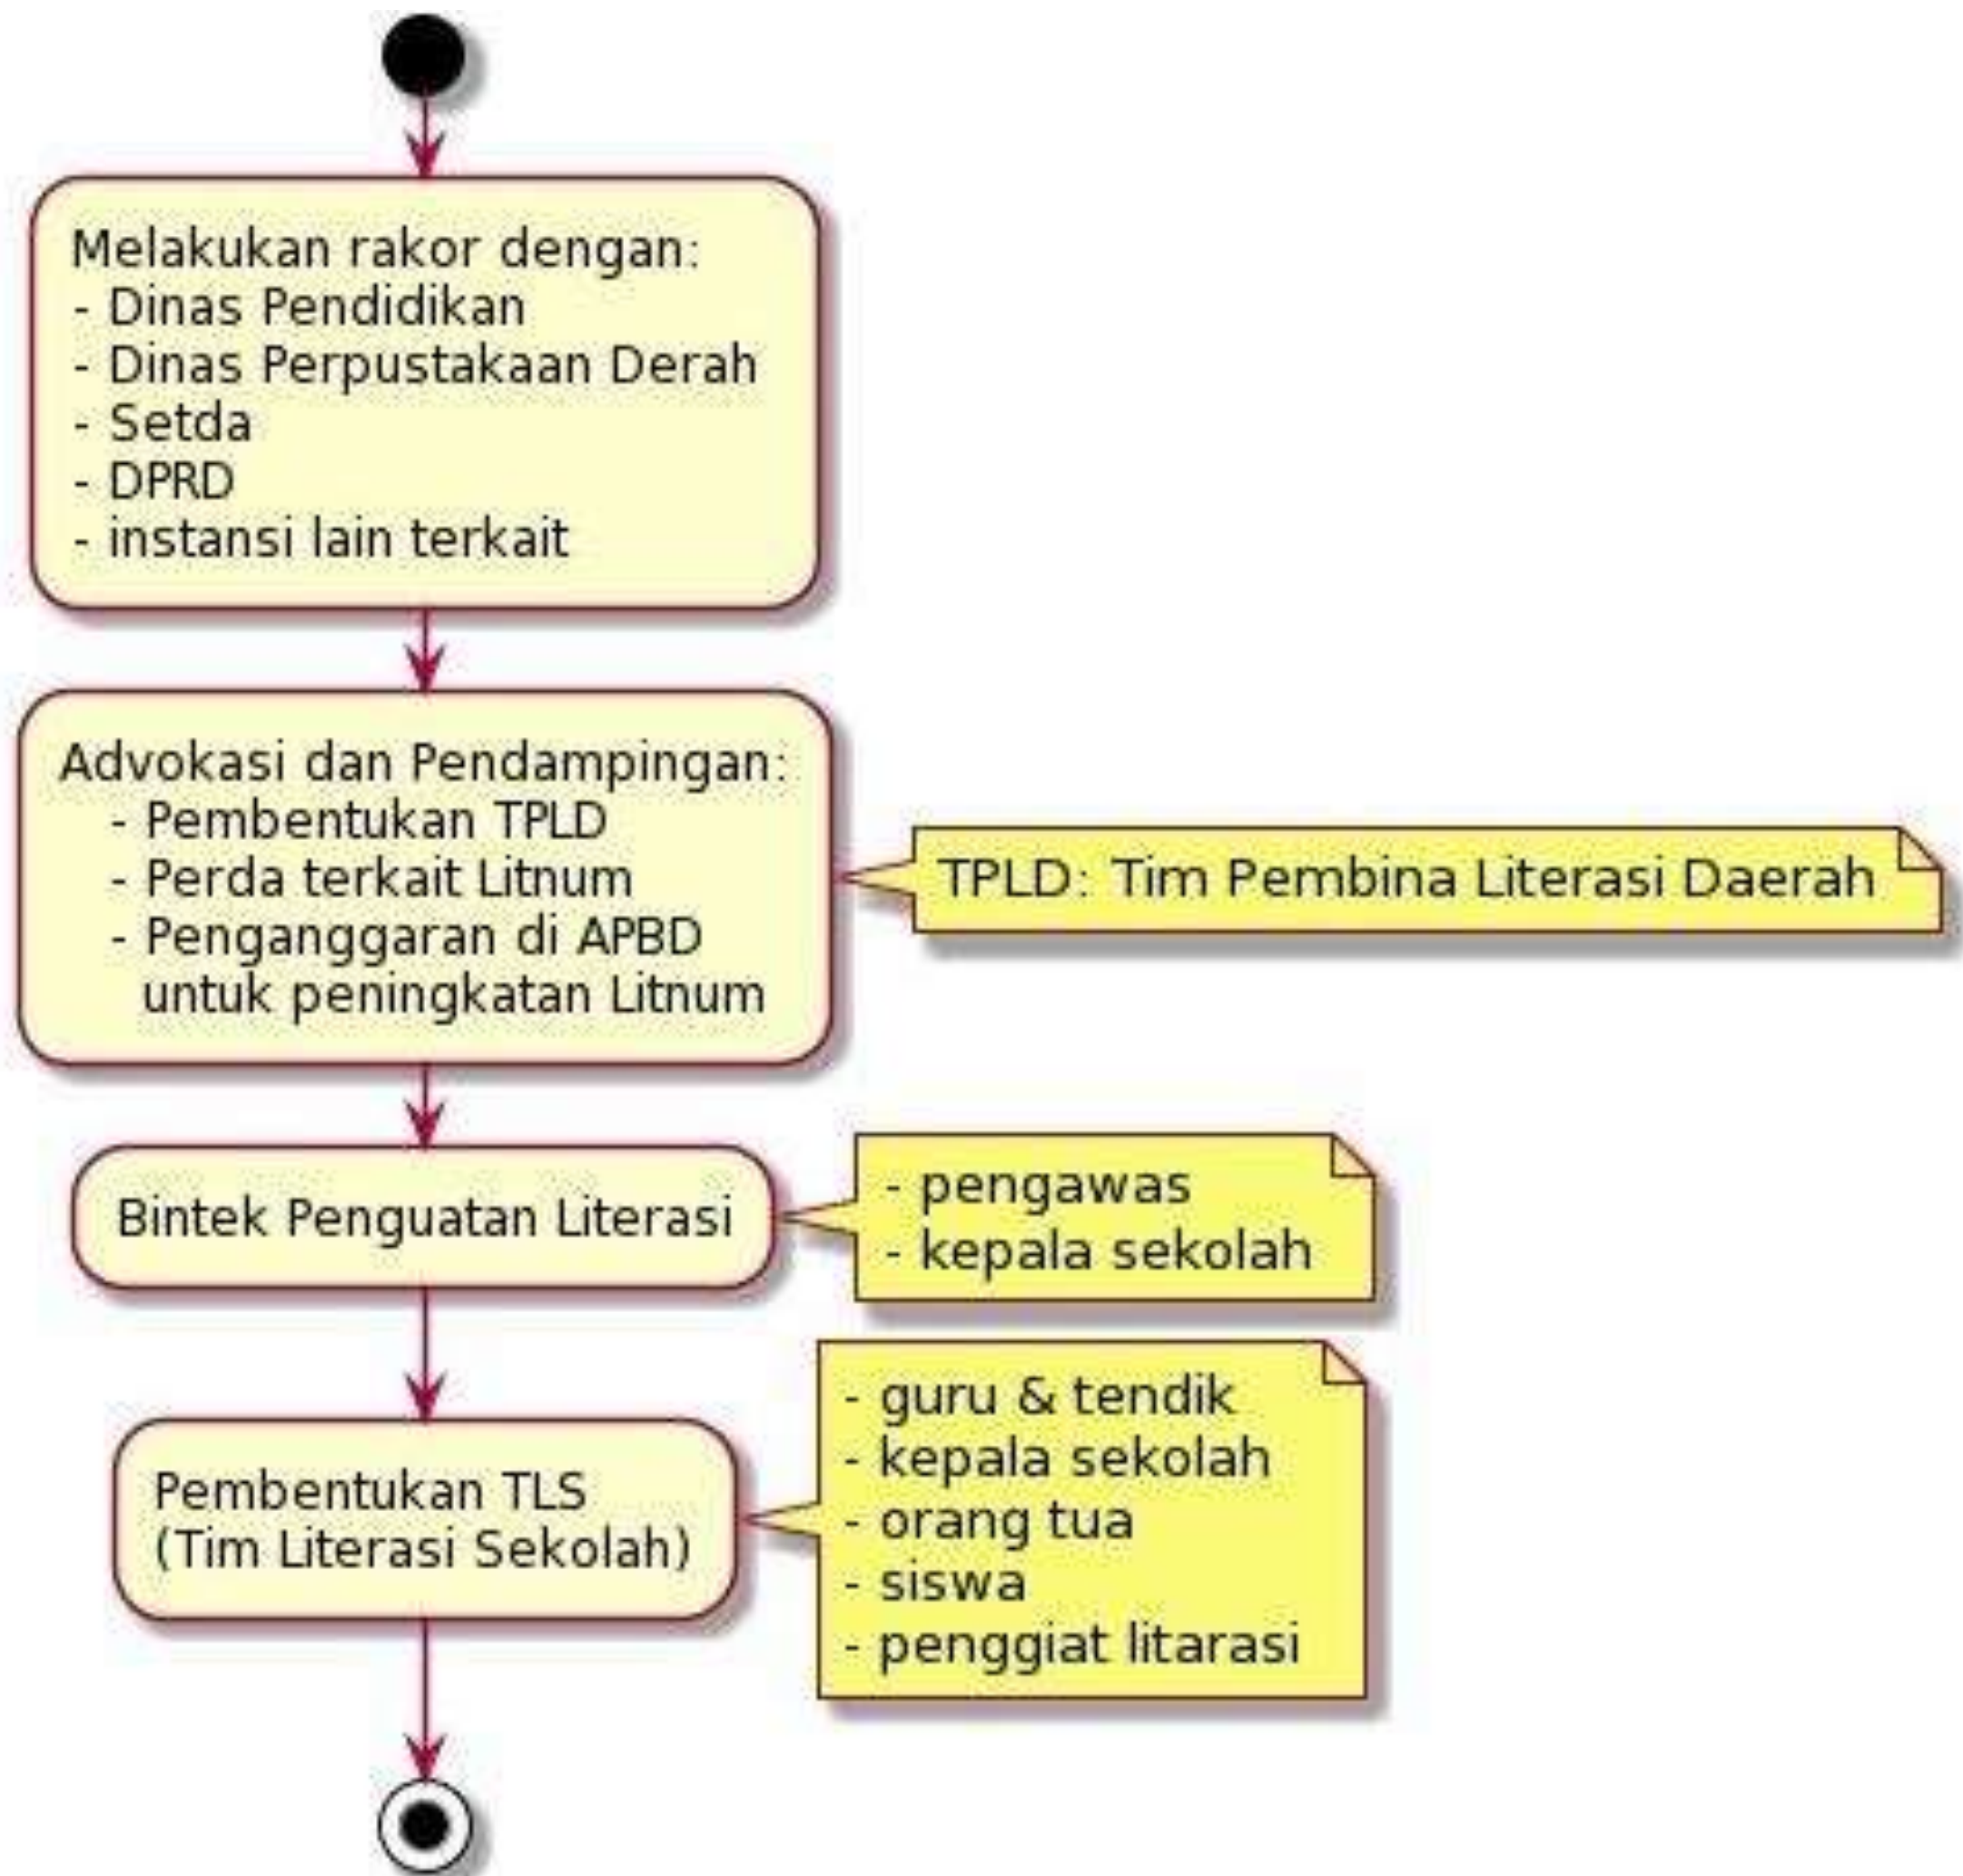 Melakukan rakor dengan:
- Dinas Pendidikan
- Dinas Perpustakaan Derah
- Setda
- DPRD
- instansi lain terkait
Advokasi dan Pendampingan:
- Pembentukan TPLD
- Perda terkait Litnum
- Penganggaran di APBD
untuk peningkatan Litnum
TPLD: Tim Pembina Literasi Daerah
Bintek Penguatan Literasi
- pengawas
- kepala sekolah
Pembentukan TLS
(Tim Literasi Sekolah)
- guru & tendik
- kepala sekolah
- orang tua
- siswa
- penggiat litarasi